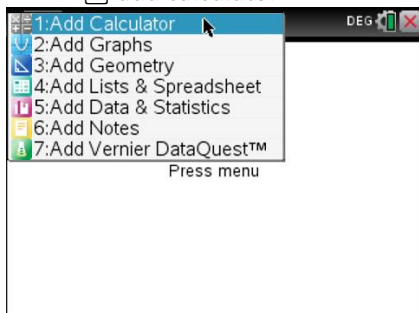 1:Add Calculator
DEG
2:Add Graphs
3:Add Geometry
4:Add Lists & Spreadsheet
5:Add Data & Statistics
6:Add Notes
7:Add Vernier DataQuest™
Press menu